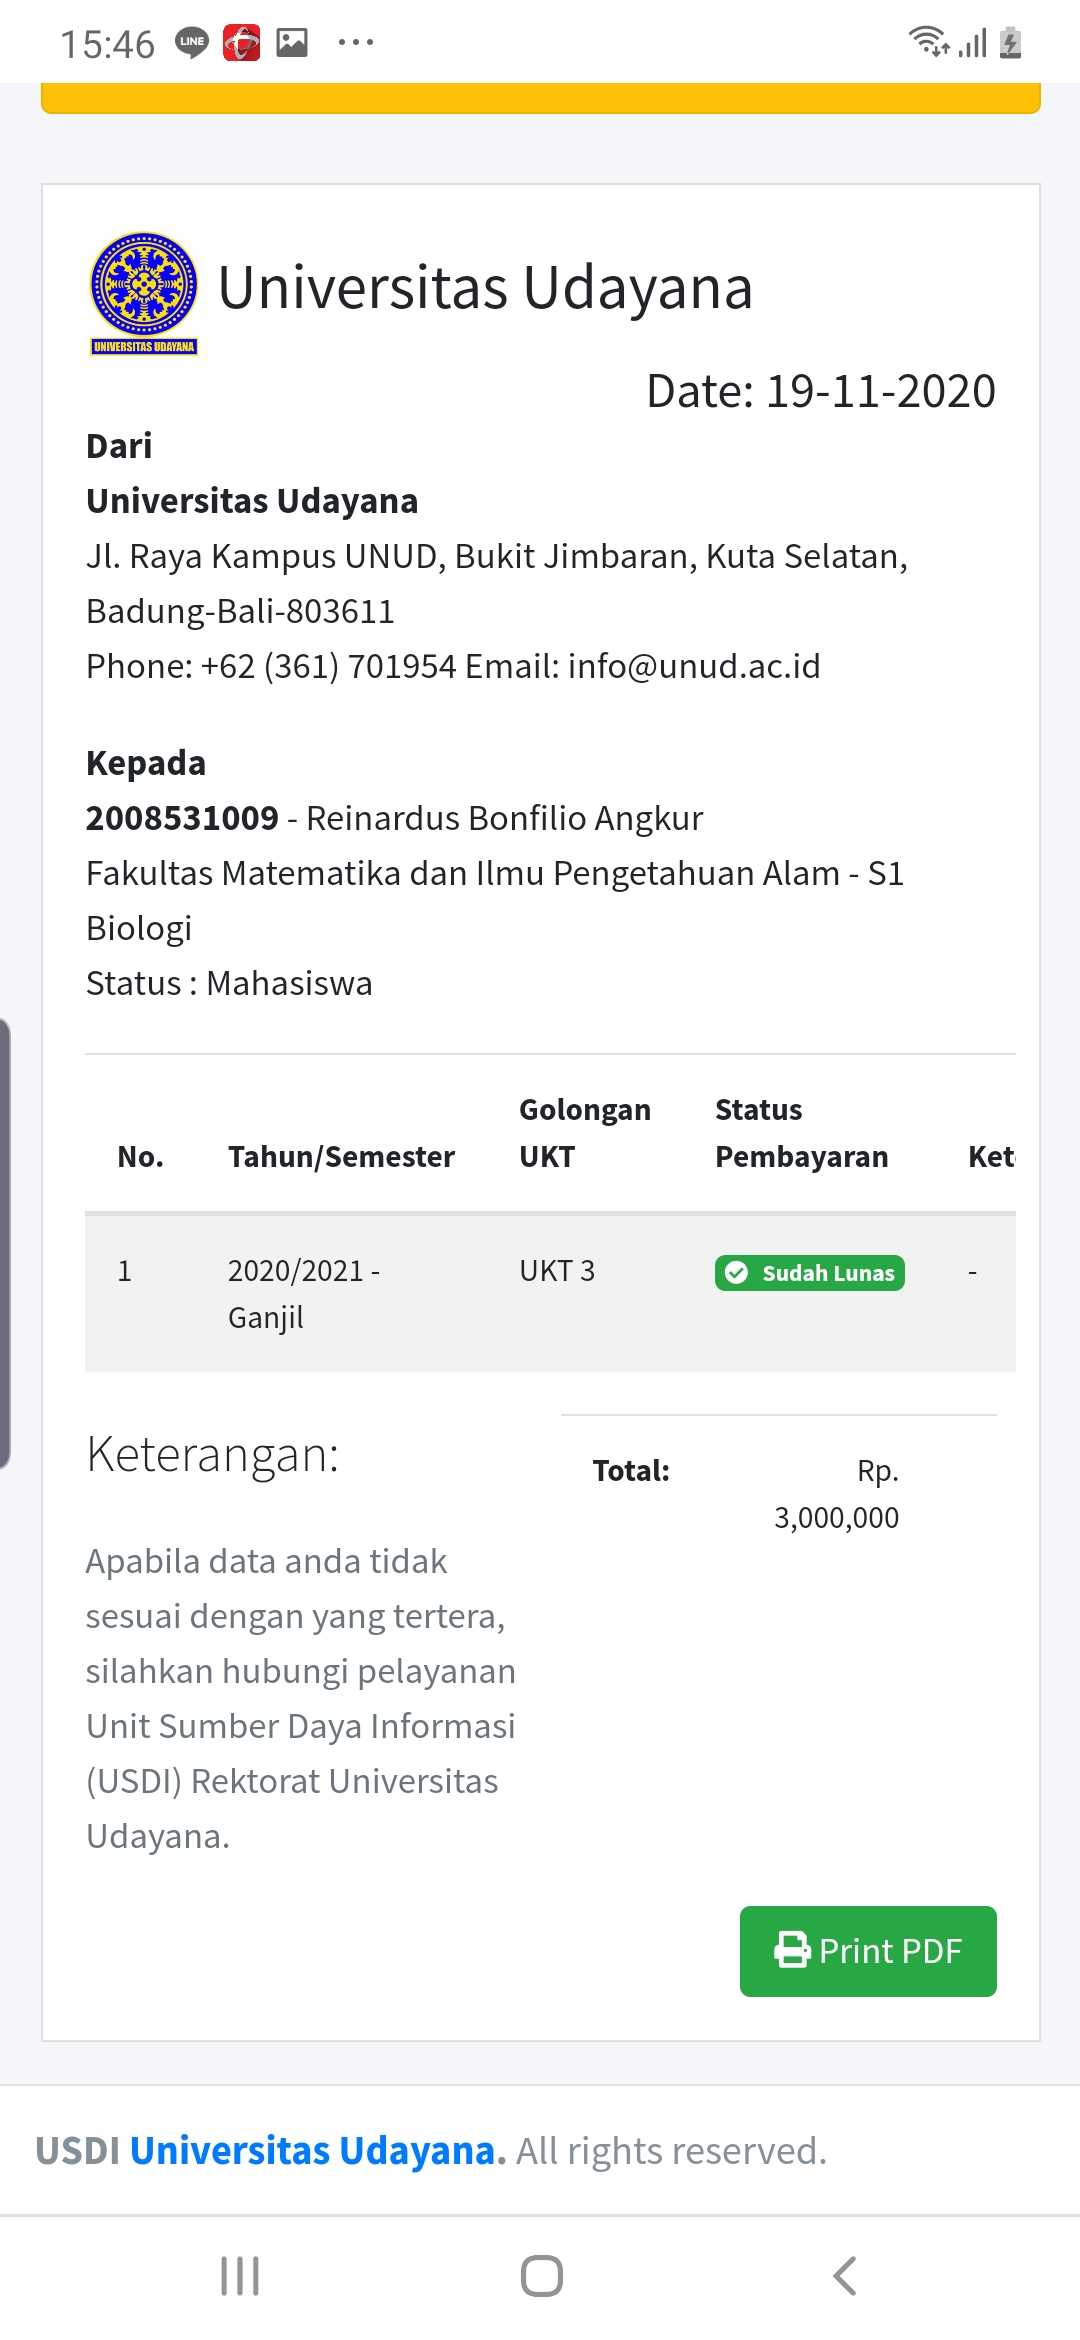 15:46
LINE
UNIVERSITAS UDAYANA
Universitas Udayana
Date: 19-11-2020
Dari
Universitas Udayana
Jl. Raya Kampus UNUD, Bukit Jimbaran, Kuta Selatan,
Badung-Bali-803611
Phone: +62 (361) 701954 Email: info@unud.ac.id
Kepada
2008531009 - Reinardus Bonfilio Angkur
Fakultas Matematika dan Ilmu Pengetahuan Alam - S1
Biologi
Status : Mahasiswa
Golongan Status
No. Tahun/Semester UKT Pembayaran Ket
1 2020/2021 - UKT 3 Sudah Lunas -
Ganjil
Keterangan:
Total: Rp.
3,000,000
Apabila data anda tidak
sesuai dengan yang tertera,
silahkan hubungi pelayanan
Unit Sumber Daya Informasi
(USDI) Rektorat Universitas
Udayana.
Print PDF
USDI Universitas Udayana. All rights reserved.